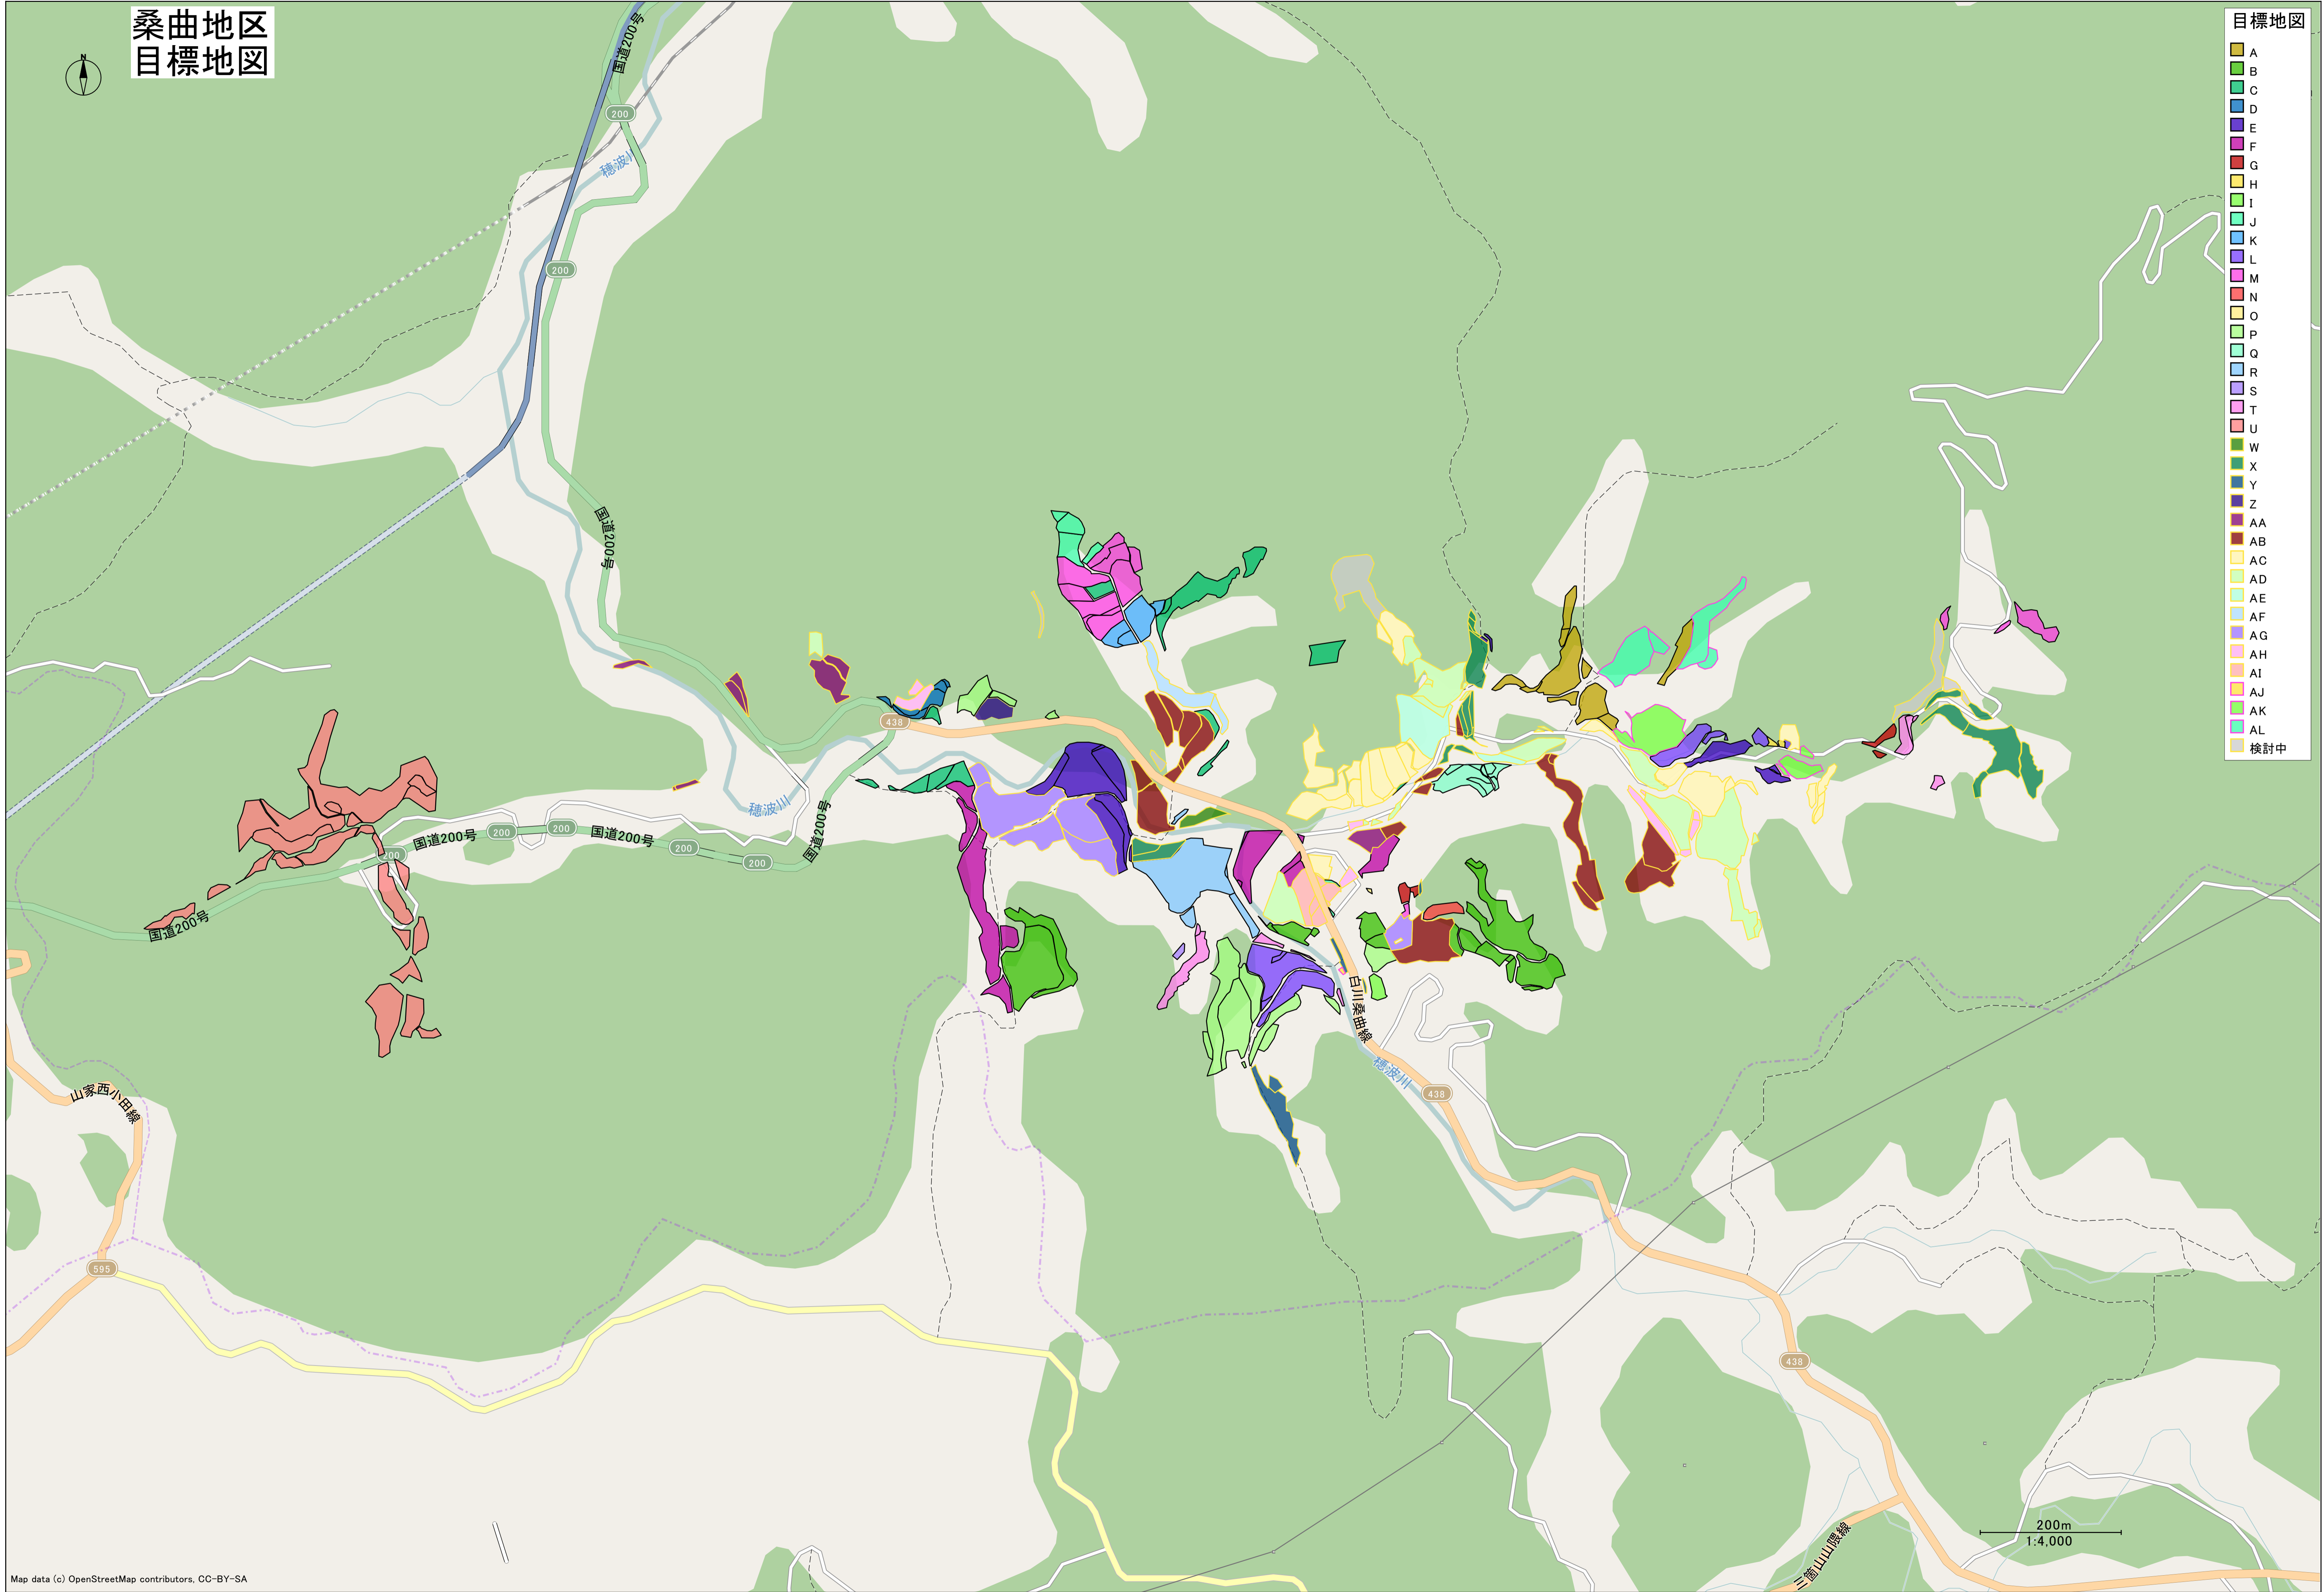 桑曲地区
目標地図
N
国道200号
200
穂波川
200
国道200号
438
穂波川
国道200号
200
200
国道200号
国道200号
200
200
200
国道200号
白川桑曲線
穂波川
438
山家西小田線
595
438
三箇山山隈線
200m
1:4,000
Map data (c) OpenStreetMap contributors, CC-BY-SA
目標地図
A
B
C
D
E
F
G
H
I
J
K
L
M
N
O
P
Q
R
S
T
U
W
X
Y
Z
AA
AB
AC
AD
AE
AF
AG
AH
AI
AJ
AK
AL
検討中